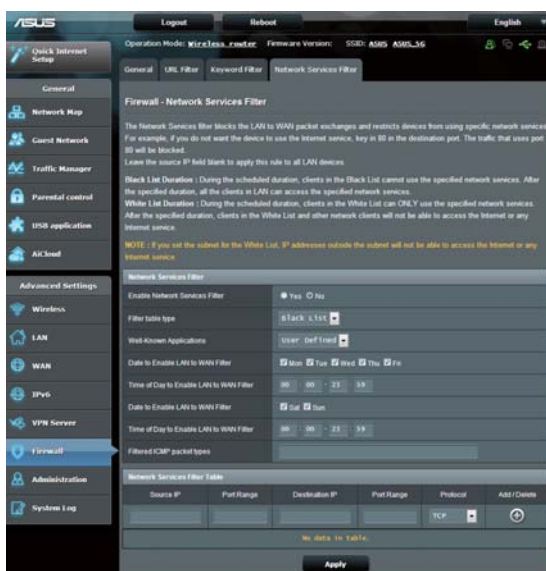 ASUS
Logout
Reboot
English
Quick Internet Setup
Operation Mode: Wireless router Firmware Version: SSID: ASUS ASUS_5G
General URL Filter Keyword Filter Network Services Filter
General
Network Map
Guest Network
Traffic Manager
Parental control
USB application
AiCloud
Advanced Settings
Wireless
LAN
WAN
IPv6
VPN Server
Firewall
Administration
System Log
Firewall - Network Services Filter
The Network Services filter blocks the LAN to WAN packet exchanges and restricts devices from using specific network services.
For example, if you do not want the device to use the Internet service, key in 80 in the destination port. The traffic that uses port
80 will be blocked.
Leave the source IP field blank to apply this rule to all LAN devices.
Black List Duration : During the scheduled duration, clients in the Black List cannot use the specified network services. After
the specified duration, all the clients in LAN can access the specified network services.
White List Duration : During the scheduled duration, clients in the White List can ONLY use the specified network services.
After the specified duration, clients in the White List and other network clients will not be able to access the Internet or any
Internet service.
NOTE : If you set the subnet for the White List, IP addresses outside the subnet will not be able to access the Internet or any
Internet service.
Network Services Filter
Enable Network Services Filter Yes No
Filter table type Black List
Well-Known Applications User Defined
Date to Enable LAN to WAN Filter Mon Tue Wed Thu Fri
Time of Day to Enable LAN to WAN Filter 00 : 00 - 23 : 59
Date to Enable LAN to WAN Filter Sat Sun
Time of Day to Enable LAN to WAN Filter 00 : 00 - 23 : 59
Filtered ICMP packet types
Network Services Filter Table
Source IP Port Range Destination IP Port Range Protocol Add / Delete
TCP
No data in table.
Apply